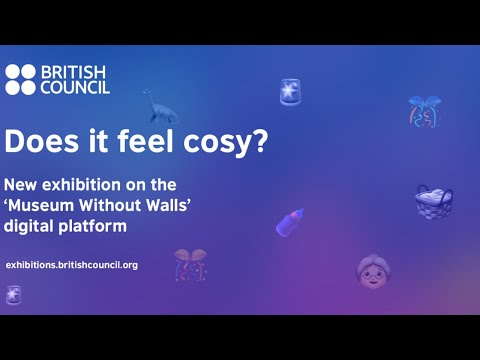 BRITISH
COUNCIL
Does it feel cosy?
New exhibition on the
‘Museum Without Walls’
digital platform
exhibitions.britishcouncil.org